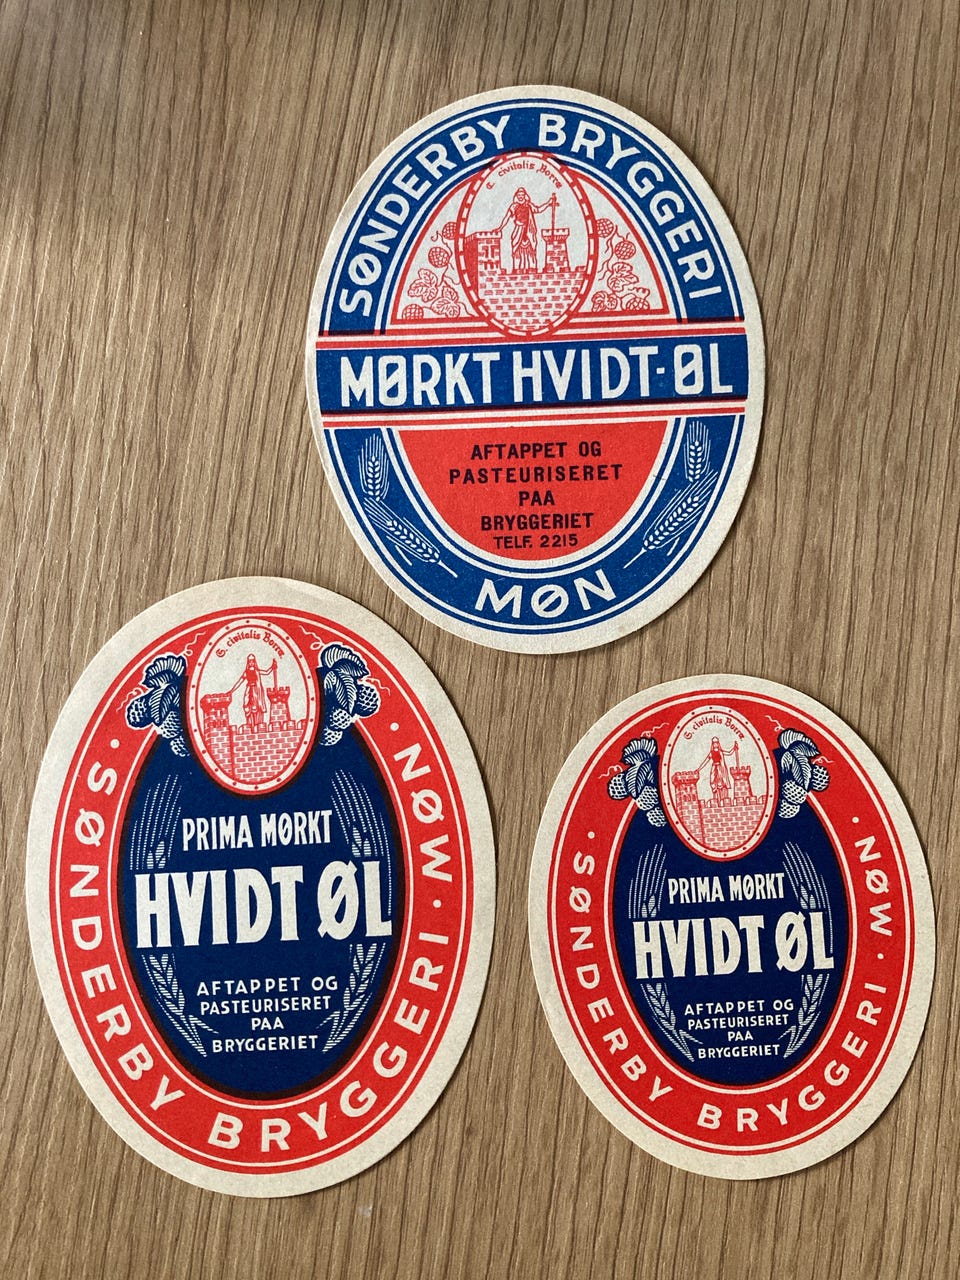 SØNDERBY BRYGGERI
C. civitalis Borre
MØRKT HVIDT-ØL
AFTAPPET OG
PASTEURISERET
PAA
BRYGGERIET
TELF. 2215
MØN
G. civitalis Borræ
PRIMA MØRKT
HVIDT ØL
AFTAPPET OG
PASTEURISERET
PAA
BRYGGERIET
· SØNDERBY BRYGGERI · MØN ·
G. civitalis Borræ
PRIMA MØRKT
HVIDT ØL
AFTAPPET OG
PASTEURISERET
PAA
BRYGGERIET
· SØNDERBY BRYGGERI · MØN ·